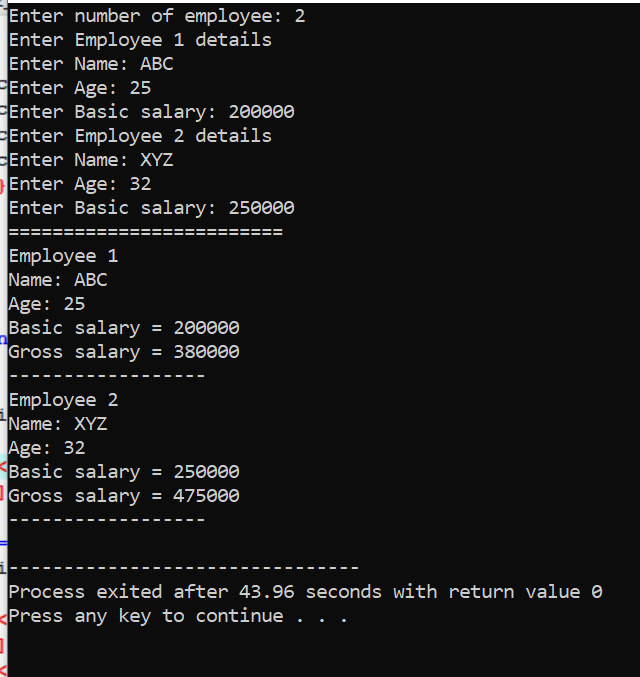 Enter number of employee: 2
Enter Employee 1 details
Enter Name: ABC
Enter Age: 25
Enter Basic salary: 200000
Enter Employee 2 details
Enter Name: XYZ
Enter Age: 32
Enter Basic salary: 250000
=========================
Employee 1
Name: ABC
Age: 25
Basic salary = 200000
Gross salary = 380000
------------------
Employee 2
Name: XYZ
Age: 32
Basic salary = 250000
Gross salary = 475000
------------------
--------------------------------
Process exited after 43.96 seconds with return value 0
Press any key to continue . . .